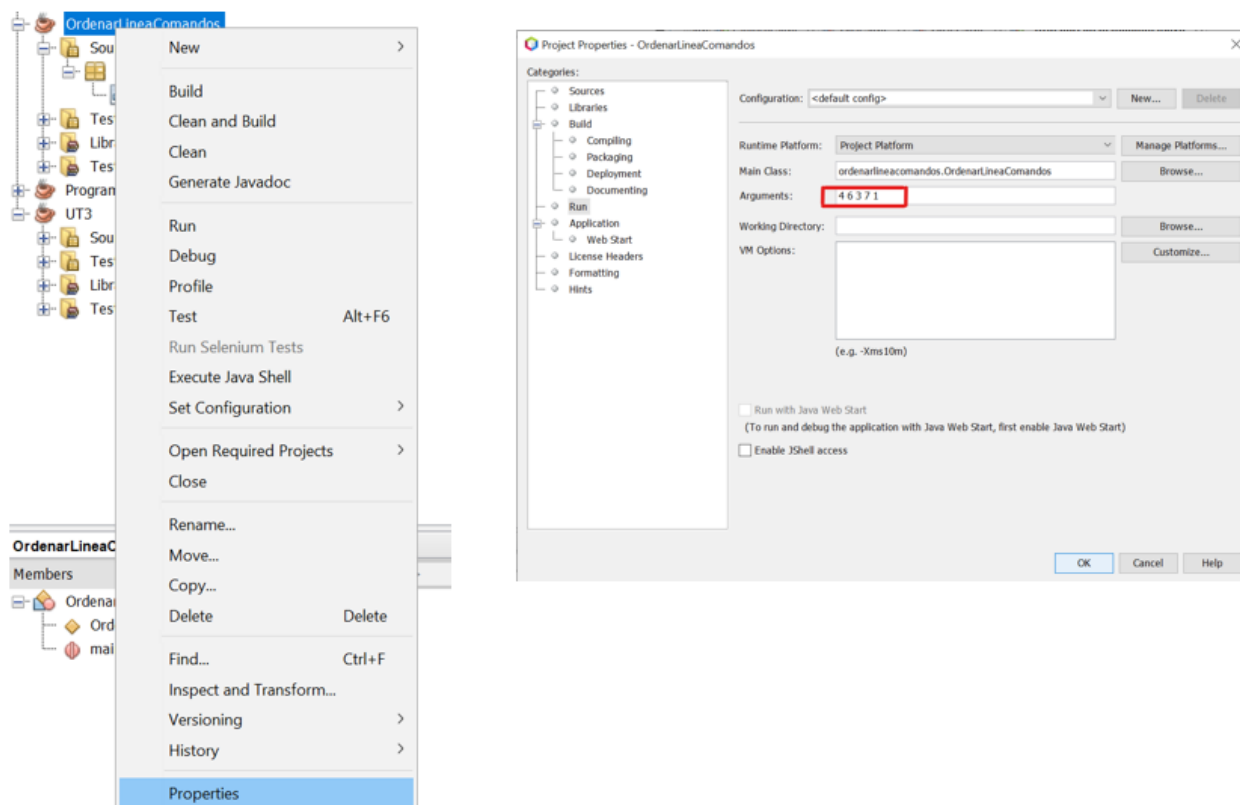 OrdenarLineaComandos
Sou
Tes
Libr
Tes
Program
UT3
Sou
Tes
Libr
Tes
New
Build
Clean and Build
Clean
Generate Javadoc
Run
Debug
Profile
Test Alt+F6
Run Selenium Tests
Execute Java Shell
Set Configuration
Open Required Projects
Close
Rename...
Move...
Copy...
Delete Delete
Find... Ctrl+F
Inspect and Transform...
Versioning
History
Properties
OrdenarLineaC
Members
Ordenar
Ord
mai
Project Properties - OrdenarLineaComandos
Categories:
Sources
Libraries
Build
Compiling
Packaging
Deployment
Documenting
Run
Application
Web Start
License Headers
Formatting
Hints
Configuration: <default config> New... Delete
Runtime Platform: Project Platform Manage Platforms...
Main Class: ordenarlineacomandos.OrdenarLineaComandos Browse...
Arguments: 4 6 3 7 1
Working Directory: Browse...
VM Options: Customize...
(e.g. -Xms10m)
Run with Java Web Start
(To run and debug the application with Java Web Start, first enable Java Web Start)
Enable JShell access
OK Cancel Help